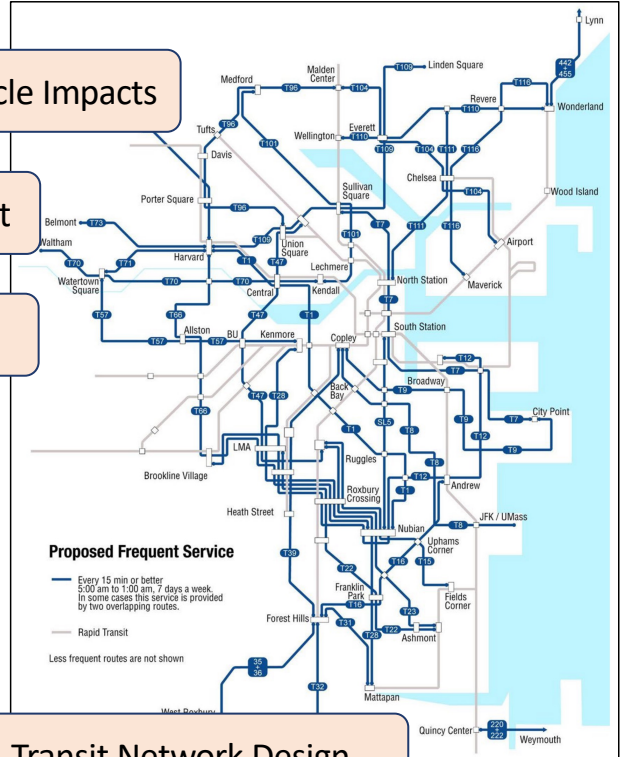 cle Impacts
t
Transit Network Design
Lynn
442
+
455
T109
Linden Square
Malden
Center
Medford
T96
T104
T116
Revere
T110
Wonderland
Tufts
T96
T101
Wellington
T110
Everett
T109
T104
T111
T116
Davis
Chelsea
T104
Wood Island
Porter Square
Sullivan
Square
T96
T7
T111
T116
Airport
Belmont
T73
T109
Union
Square
T101
Waltham
T71
Harvard
T1
T47
Lechmere
Maverick
T70
T70
T70
Watertown
Square
Central
Kendall
North Station
T7
T57
T66
T47
T1
South Station
Allston
BU
Kenmore
Copley
T57
T57
T12
T7
Broadway
Back
Bay
T9
T66
T47
T28
T9
T7
City Point
SL5
T8
T12
T9
LMA
T1
T8
Ruggles
T12
Brookline Village
Roxbury
Crossing
T1
Andrew
Heath Street
Nubian
T8
JFK / UMass
Uphams
Corner
Proposed Frequent Service
Every 15 min or better
5:00 am to 1:00 am, 7 days a week.
In some cases this service is provided
by two overlapping routes.
Rapid Transit
Less frequent routes are not shown
T39
T22
T16
T15
Franklin
Park
Fields
Corner
T16
T23
Forest Hills
T31
T28
T22
Ashmont
35
+
36
T32
Mattapan
West Roxbury
Quincy Center
220
+
222
Weymouth